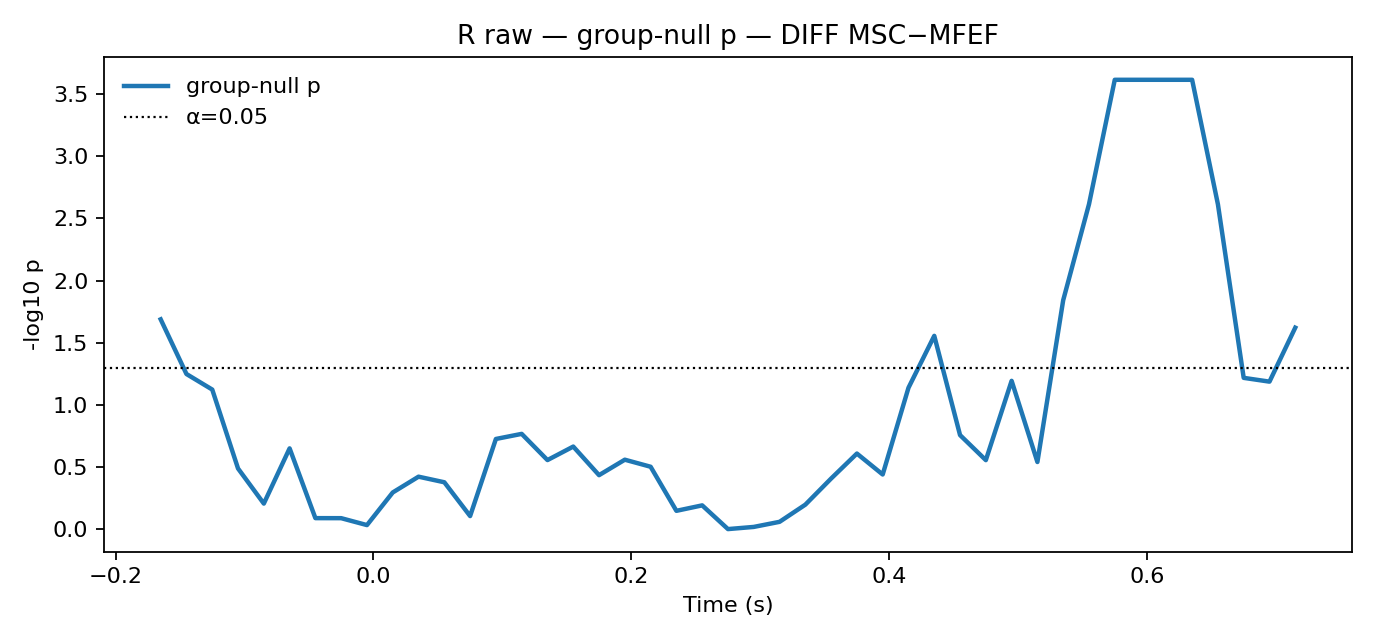 R raw — group-null p — DIFF MSC−MFEF
group-null p
α=0.05
3.5
3.0
2.5
2.0
1.5
1.0
0.5
0.0
-log10 p
−0.2
0.0
0.2
0.4
0.6
Time (s)